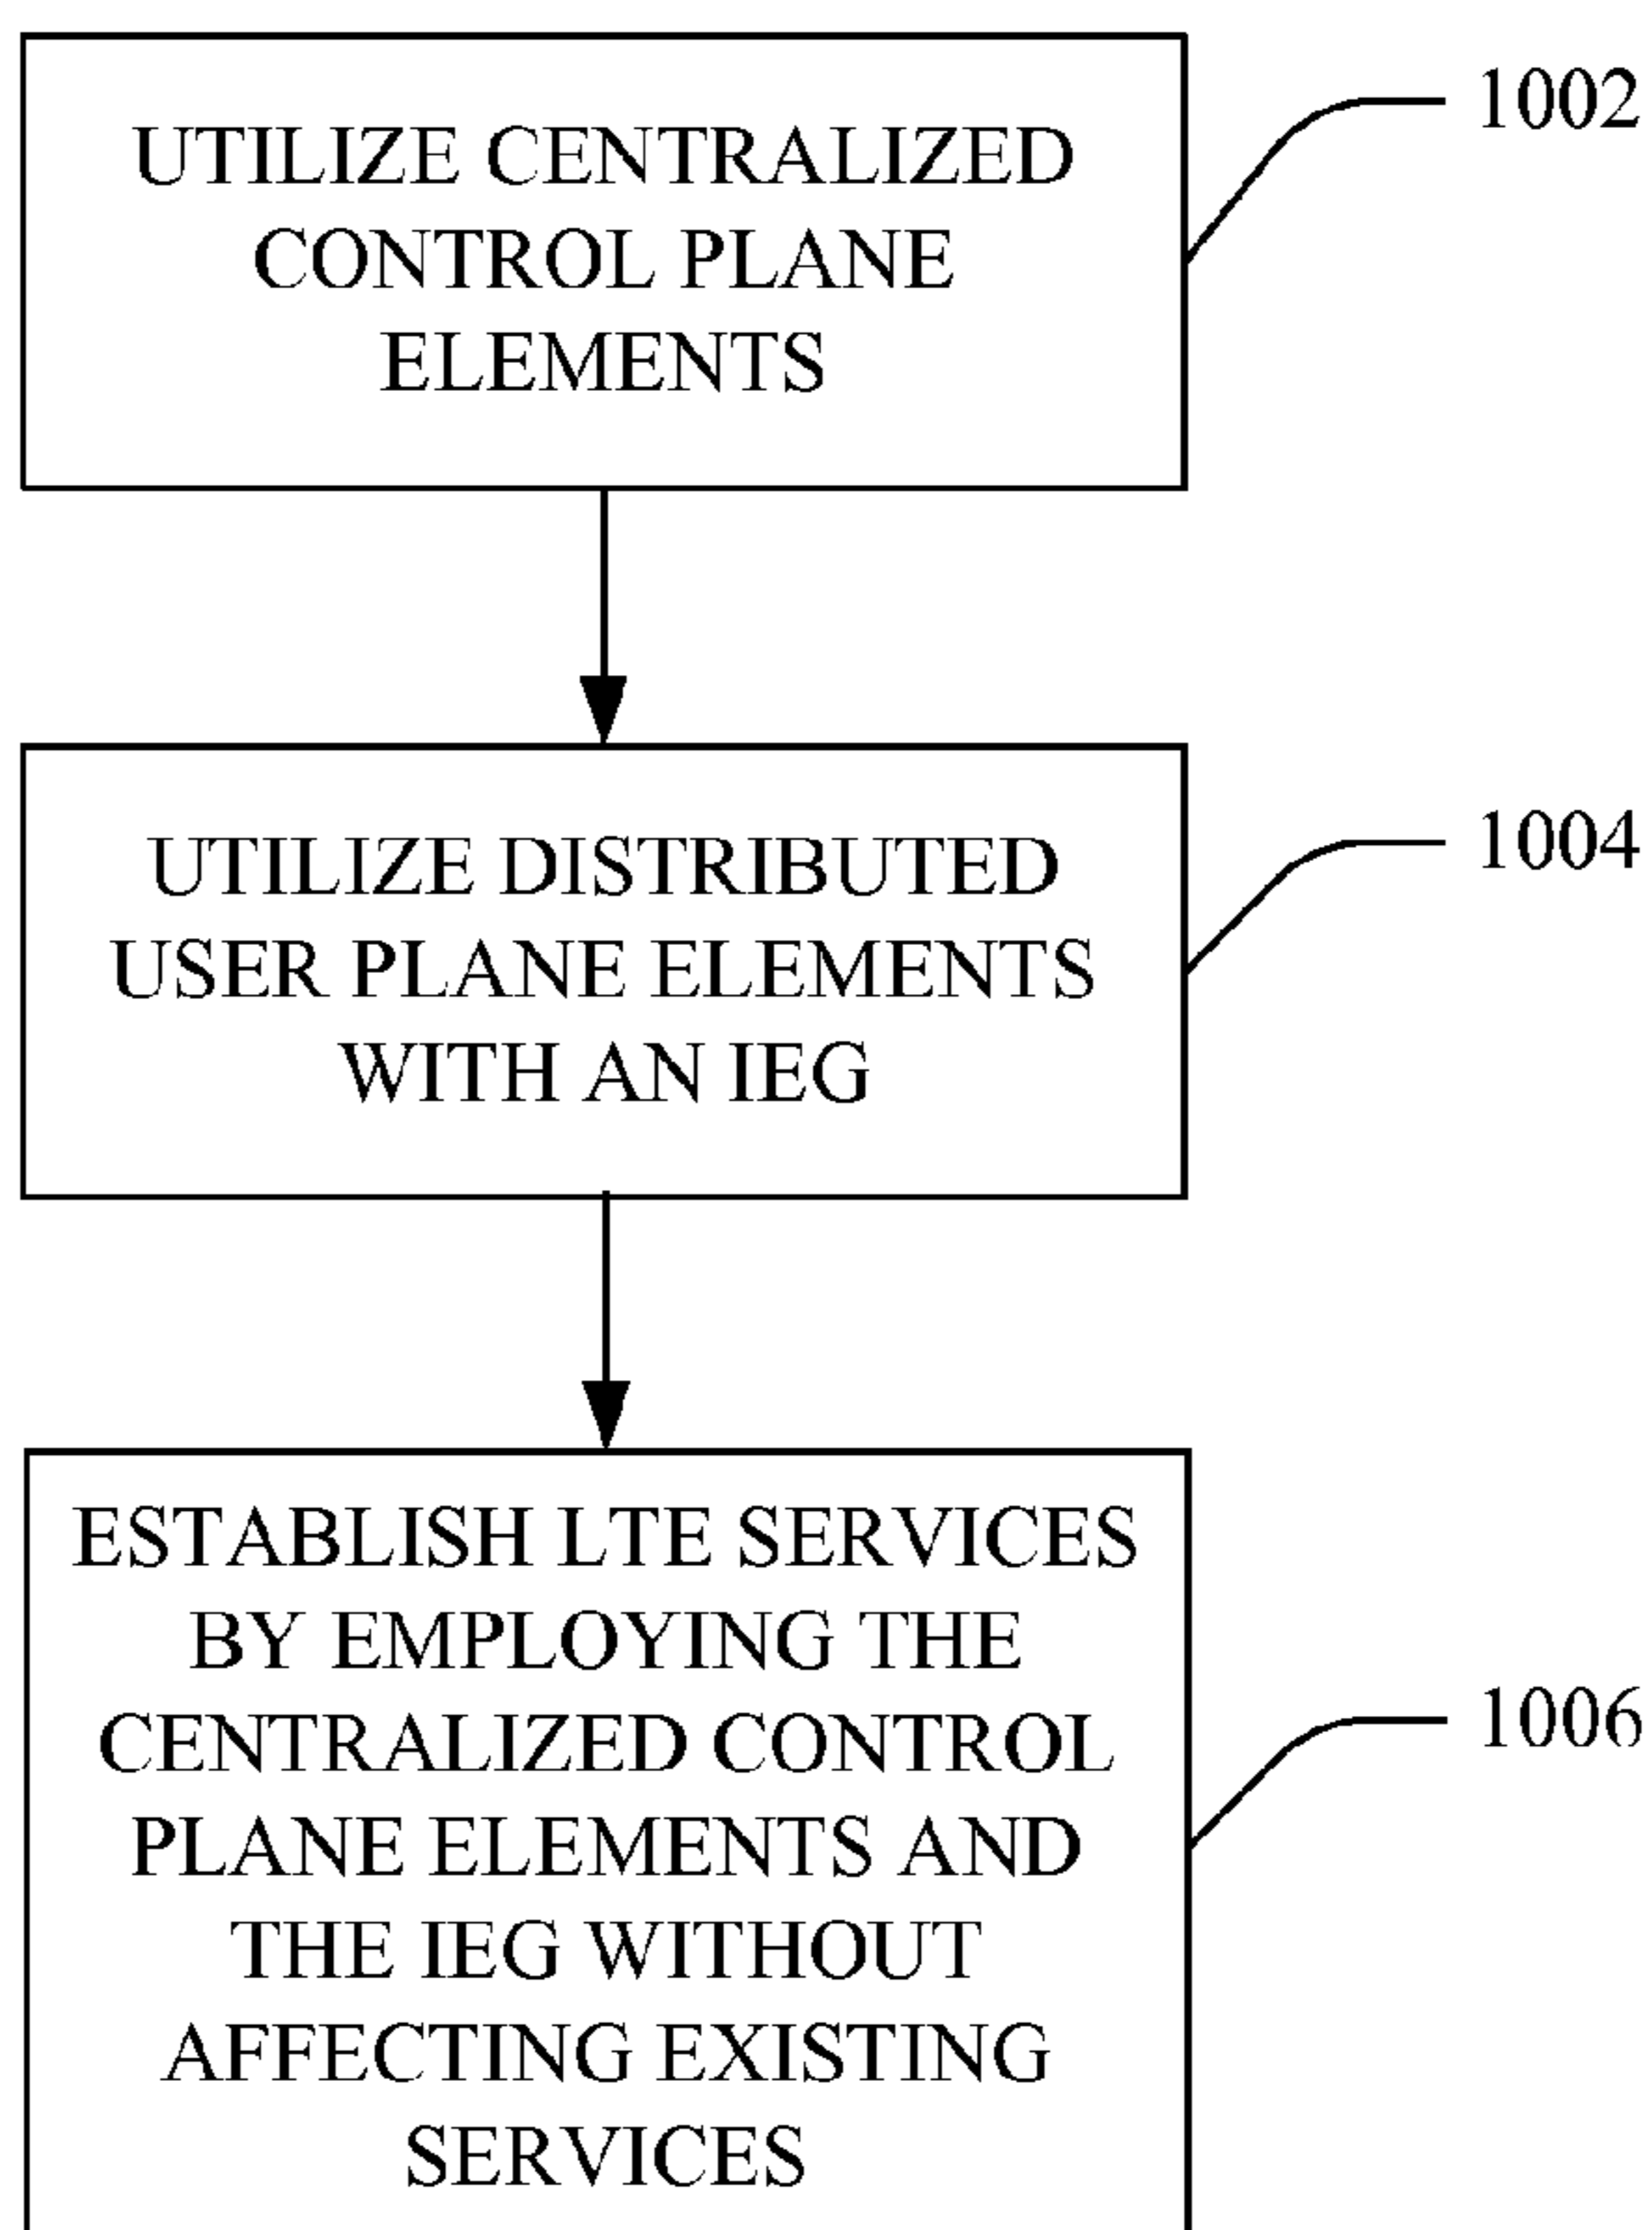 UTILIZE CENTRALIZED
CONTROL PLANE
ELEMENTS
1002
UTILIZE DISTRIBUTED
USER PLANE ELEMENTS
WITH AN IEG
1004
ESTABLISH LTE SERVICES
BY EMPLOYING THE
CENTRALIZED CONTROL
PLANE ELEMENTS AND
THE IEG WITHOUT
AFFECTING EXISTING
SERVICES
1006